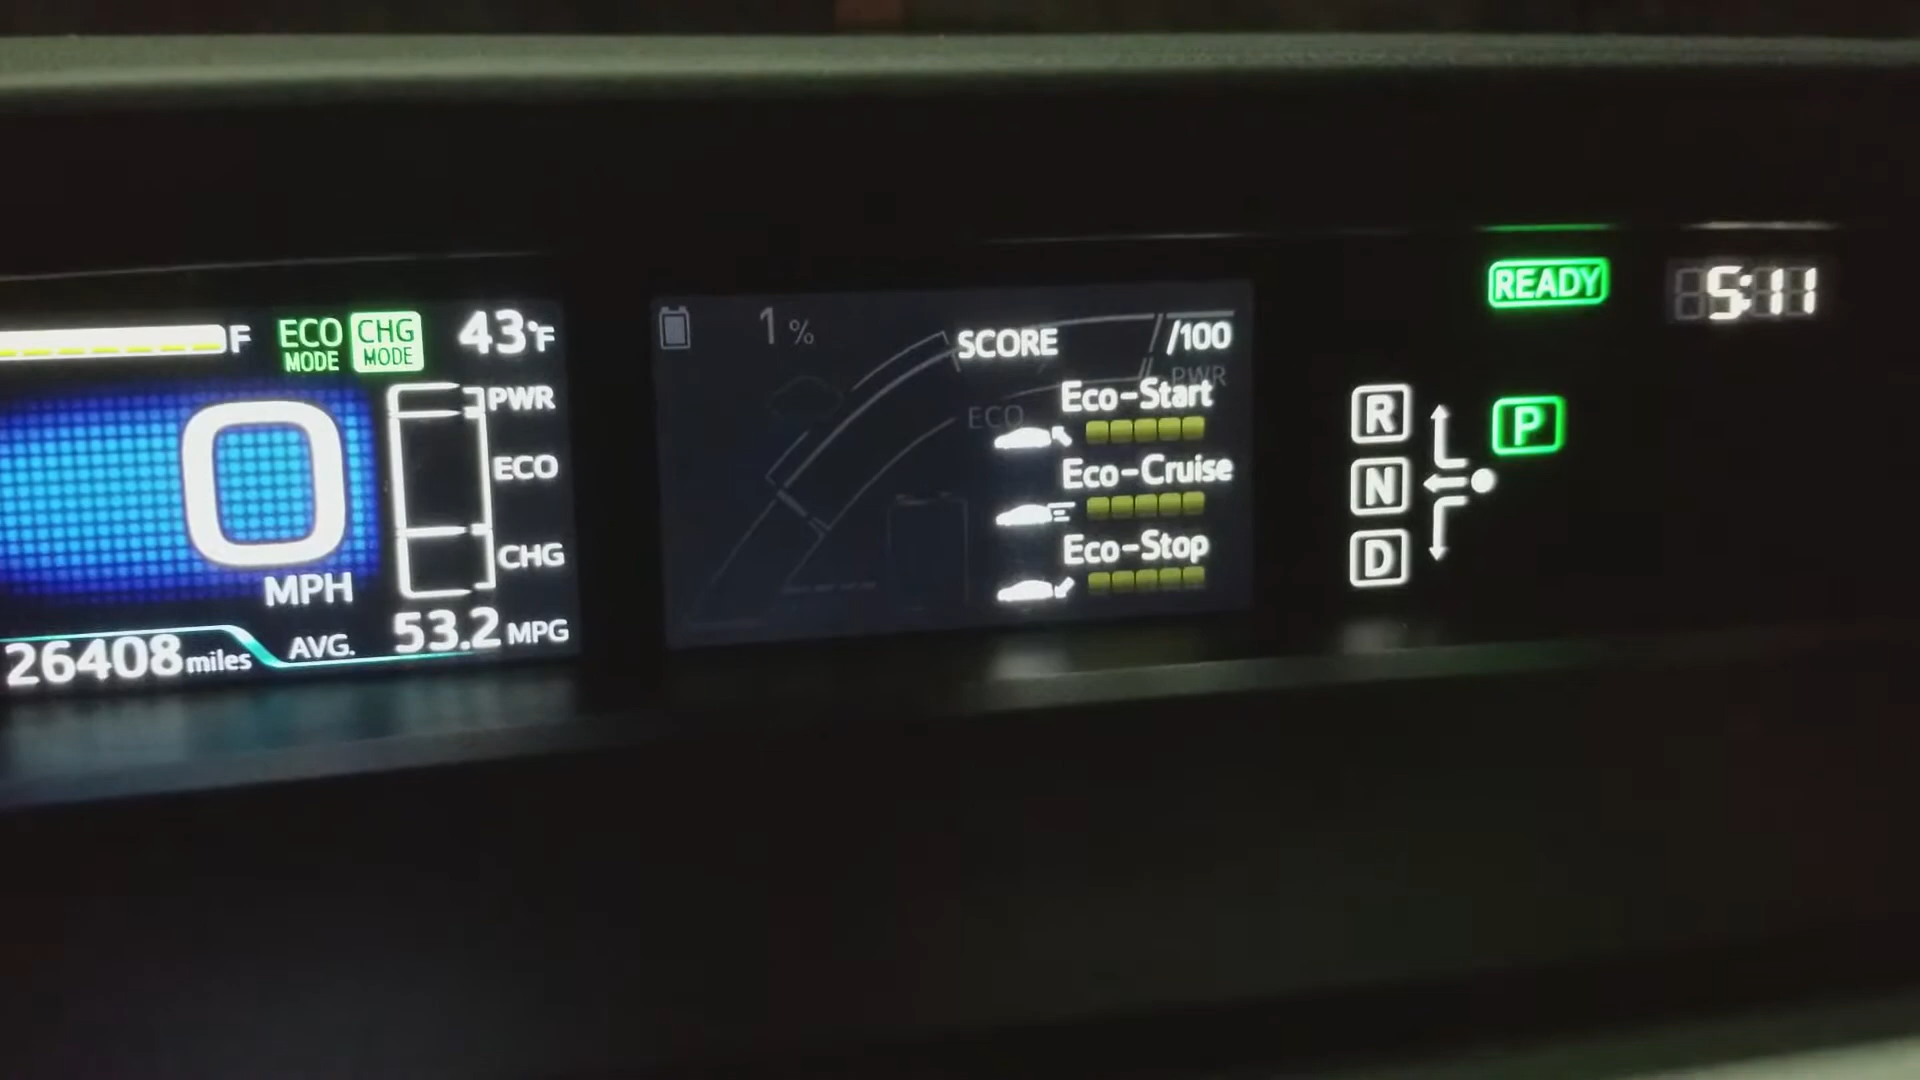 F ECO MODE CHG MODE 43°F
PWR
0
ECO
MPH
CHG
26408 miles AVG. 53.2 MPG
1 %
SCORE /100
PWR
ECO
Eco-Start
Eco-Cruise
Eco-Stop
READY
5:11
R
P
N
D